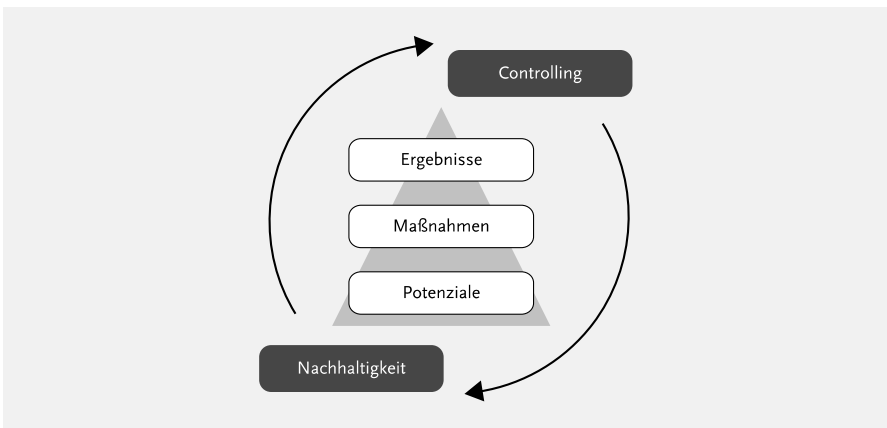 Controlling
Ergebnisse
Maßnahmen
Potenziale
Nachhaltigkeit